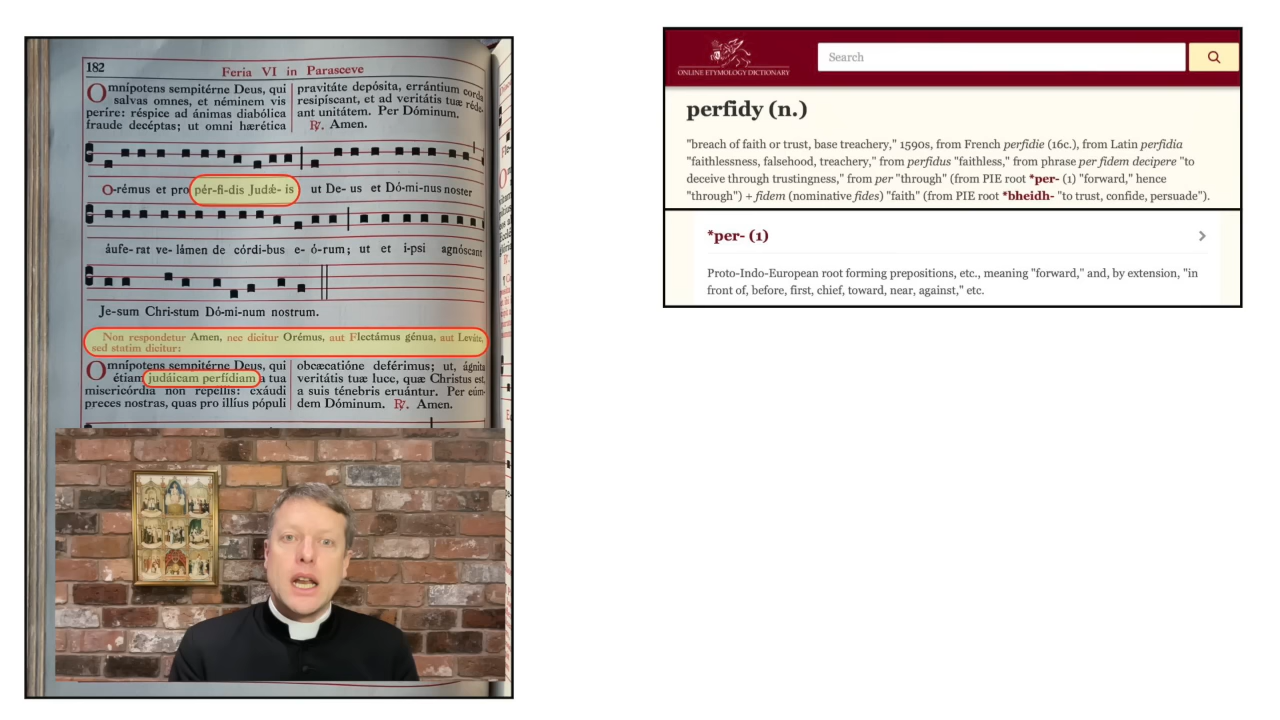 182
Feria VI in Parasceve
Omnípotens sempitérne Deus, qui
salvas omnes, et néminem vis
períre: réspice ad ánimas diabólica
fraude decéptas; ut omni hærética
pravitáte depósita, errántium corda
resipíscant, et ad veritátis tuæ réde-
ant unitátem. Per Dóminum.
℟. Amen.
O-rémus et pro pér-fi-dis Judǽ- is ut De- us et Dó-mi-nus noster
áufe-rat ve- lámen de córdi-bus e- ó-rum; ut et i-psi agnóscant
Je-sum Chri-stum Dó-mi-num nostrum.
Non respondetur Amen, nec dicitur Orémus, aut Flectámus génua, aut Leváte,
sed statim dicitur:
Omnípotens sempitérne Deus, qui
étiam judáicam perfídiam a tua
misericórdia non repéllis: exáudi
preces nostras, quas pro illíus pópuli
obcæcatióne deférimus; ut, ágnita
veritátis tuæ luce, quæ Christus est,
a suis ténebris eruántur. Per eúm-
dem Dóminum. ℟. Amen.
ONLINE ETYMOLOGY DICTIONARY
Search
perfidy (n.)
"breach of faith or trust, base treachery," 1590s, from French perfidie (16c.), from Latin perfidia
"faithlessness, falsehood, treachery," from perfidus "faithless," from phrase per fidem decipere "to
deceive through trustingness," from per "through" (from PIE root *per- (1) "forward," hence
"through") + fidem (nominative fides) "faith" (from PIE root *bheidh- "to trust, confide, persuade").
*per- (1)
Proto-Indo-European root forming prepositions, etc., meaning "forward," and, by extension, "in
front of, before, first, chief, toward, near, against," etc.